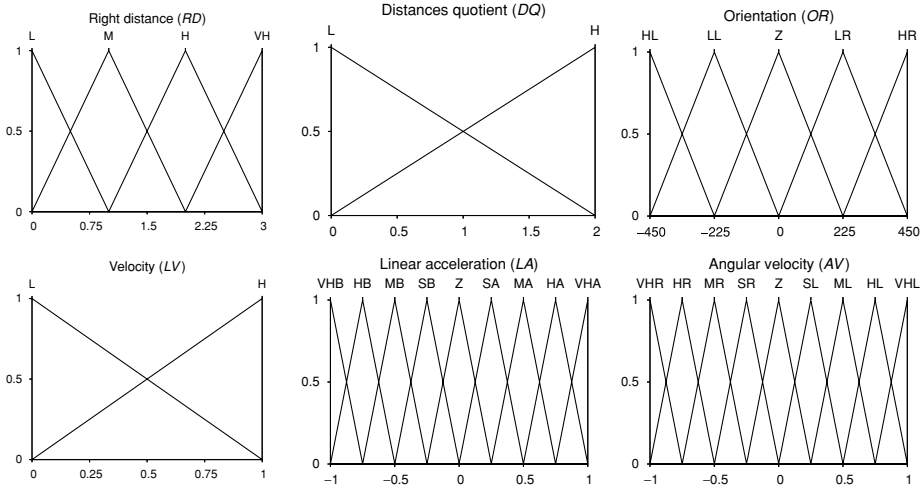 Right distance (RD)
L M H VH
1
0.5
0
0 0.75 1.5 2.25 3
Distances quotient (DQ)
L H
1
0.5
0
0 0.5 1 1.5 2
Orientation (OR)
HL LL Z LR HR
1
0.5
0
−450 −225 0 225 450
Velocity (LV)
L H
1
0.5
0
0 0.25 0.5 0.75 1
Linear acceleration (LA)
VHB HB MB SB Z SA MA HA VHA
1
0.5
0
−1 −0.5 0 0.5 1
Angular velocity (AV)
VHR HR MR SR Z SL ML HL VHL
1
0.5
0
−1 −0.5 0 0.5 1